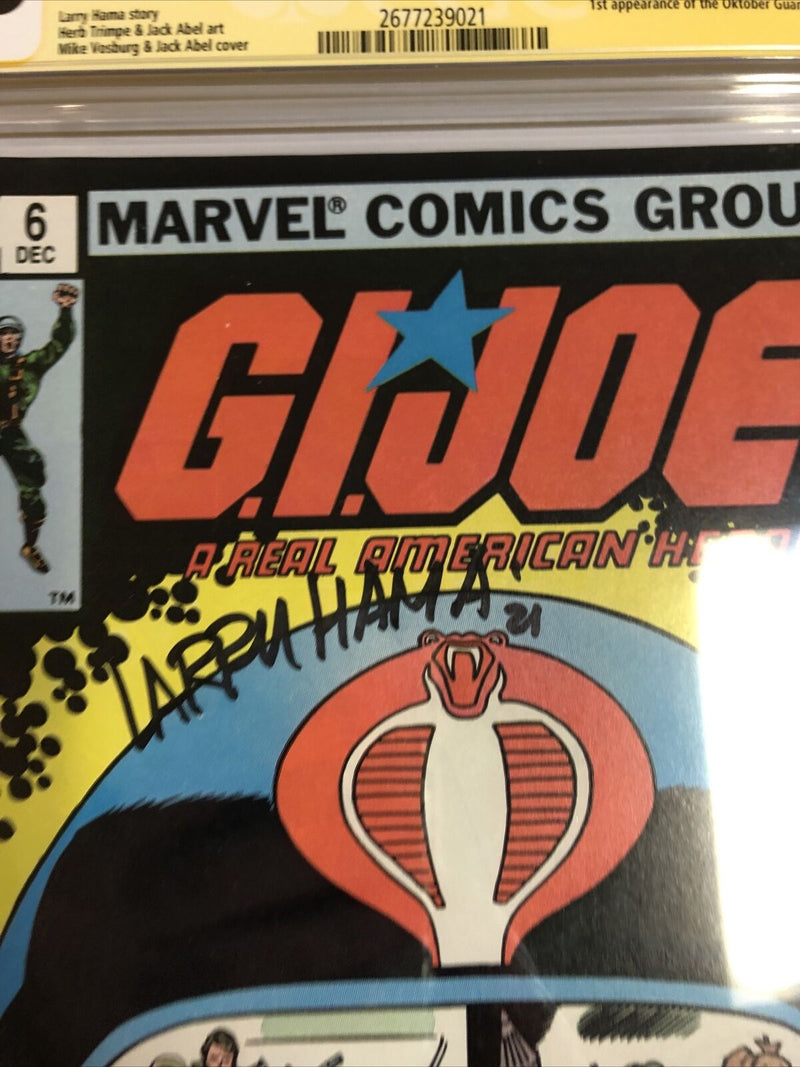 Larry Hama story
Herb Trimpe & Jack Abel art
Mike Vosburg & Jack Abel cover
2677239021
1st appearance of the Oktober Guar
6
DEC
MARVEL® COMICS GROU
G.I. JOE
A REAL AMERICAN HERO
TM
LARRY HAMA '21